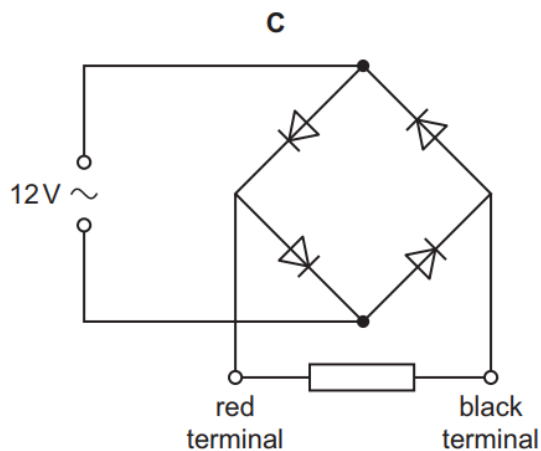 C
12 V ~
red
terminal
black
terminal